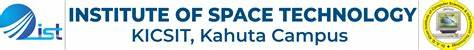 ist
INSTITUTE OF SPACE TECHNOLOGY
KICSIT, Kahuta Campus